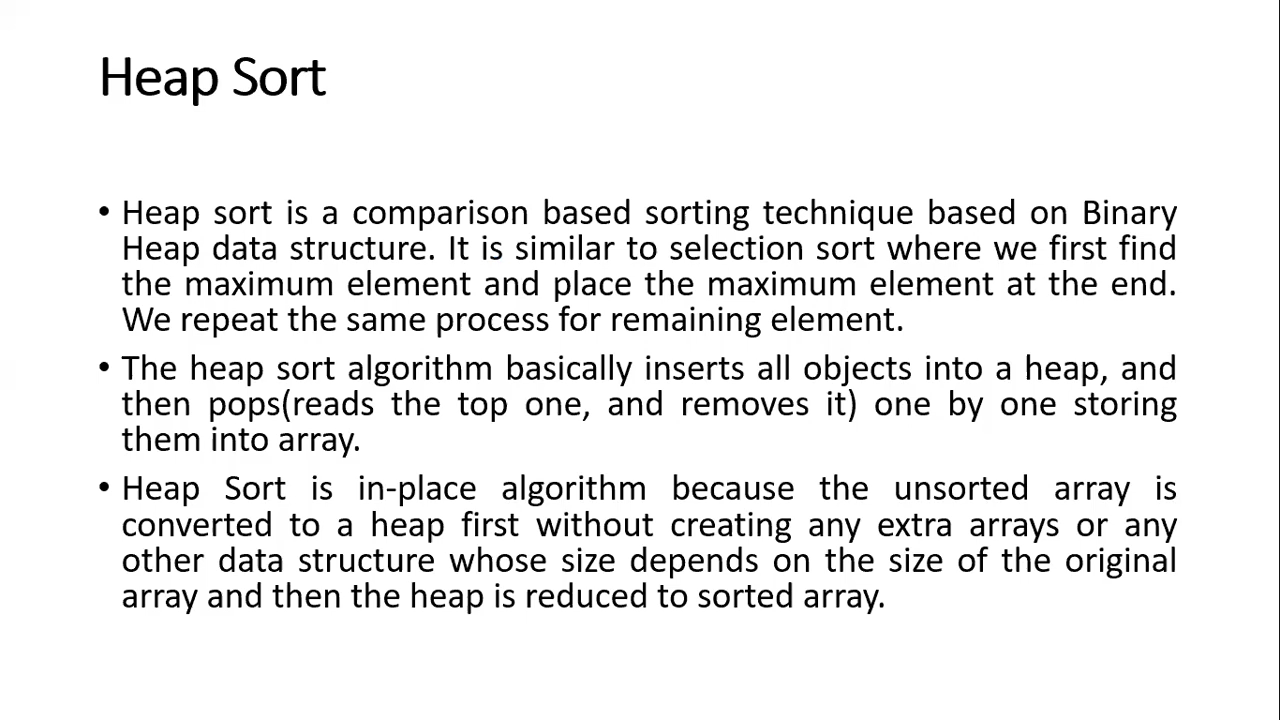 Heap Sort
• Heap sort is a comparison based sorting technique based on Binary
Heap data structure. It is similar to selection sort where we first find
the maximum element and place the maximum element at the end.
We repeat the same process for remaining element.
• The heap sort algorithm basically inserts all objects into a heap, and
then pops(reads the top one, and removes it) one by one storing
them into array.
• Heap Sort is in-place algorithm because the unsorted array is
converted to a heap first without creating any extra arrays or any
other data structure whose size depends on the size of the original
array and then the heap is reduced to sorted array.